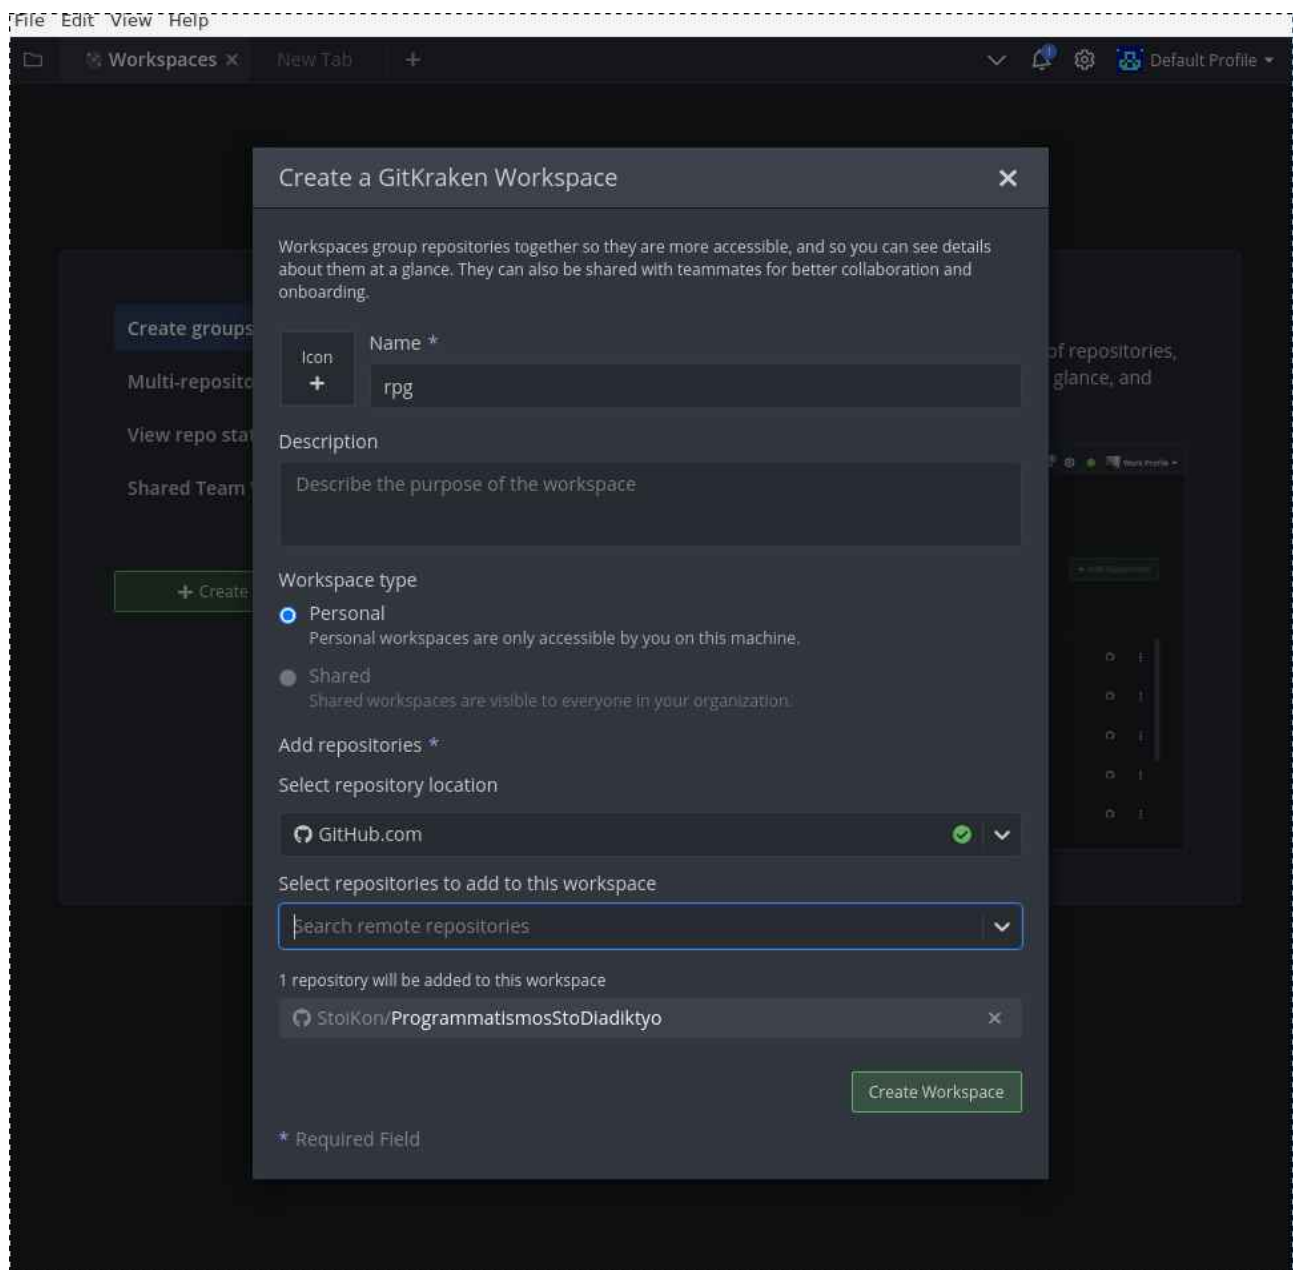 File Edit View Help
Workspaces × New Tab + Default Profile
Create a GitKraken Workspace ×
Workspaces group repositories together so they are more accessible, and so you can see details
about them at a glance. They can also be shared with teammates for better collaboration and
onboarding.
Create groups
Multi-reposito
View repo stat
Shared Team
+ Create
of repositories,
glance, and
Work Profile
Icon
+
Name *
rpg
Description
Describe the purpose of the workspace
Workspace type
Personal
Personal workspaces are only accessible by you on this machine.
Shared
Shared workspaces are visible to everyone in your organization.
Add repositories *
Select repository location
GitHub.com
Select repositories to add to this workspace
Search remote repositories
1 repository will be added to this workspace
StoiKon/ProgrammatismosStoDiadiktyo ×
Create Workspace
* Required Field